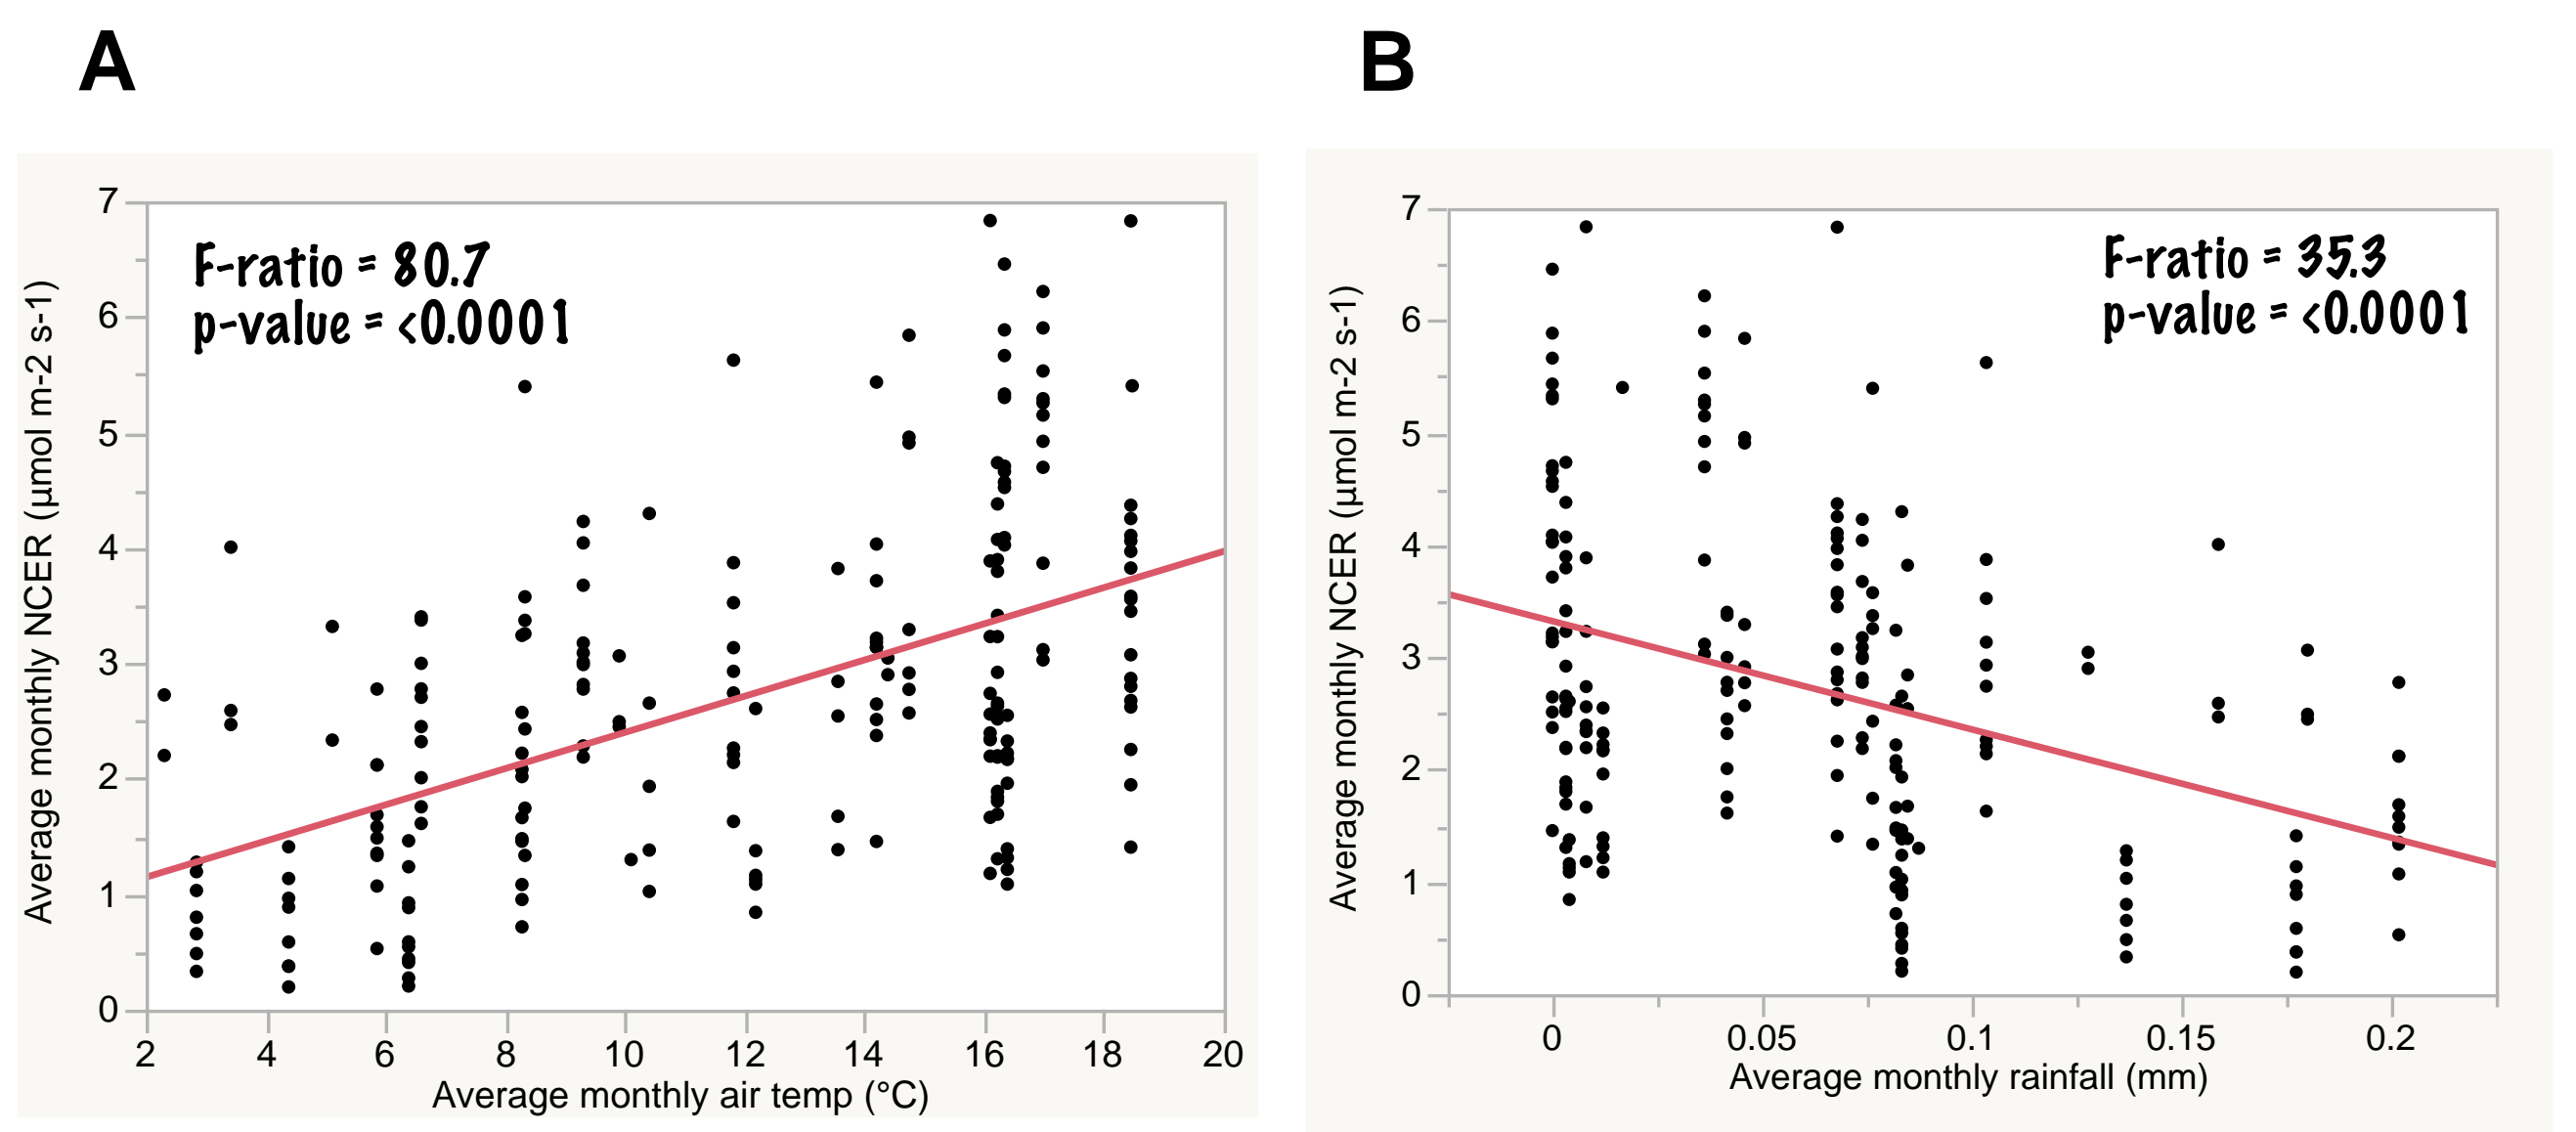 A
B
F-ratio = 80.7
p-value = <0.0001
7
6
5
4
3
2
1
0
Average monthly NCER (µmol m-2 s-1)
2 4 6 8 10 12 14 16 18 20
Average monthly air temp (°C)
F-ratio = 35.3
p-value = <0.0001
7
6
5
4
3
2
1
0
Average monthly NCER (µmol m-2 s-1)
0 0.05 0.1 0.15 0.2
Average monthly rainfall (mm)